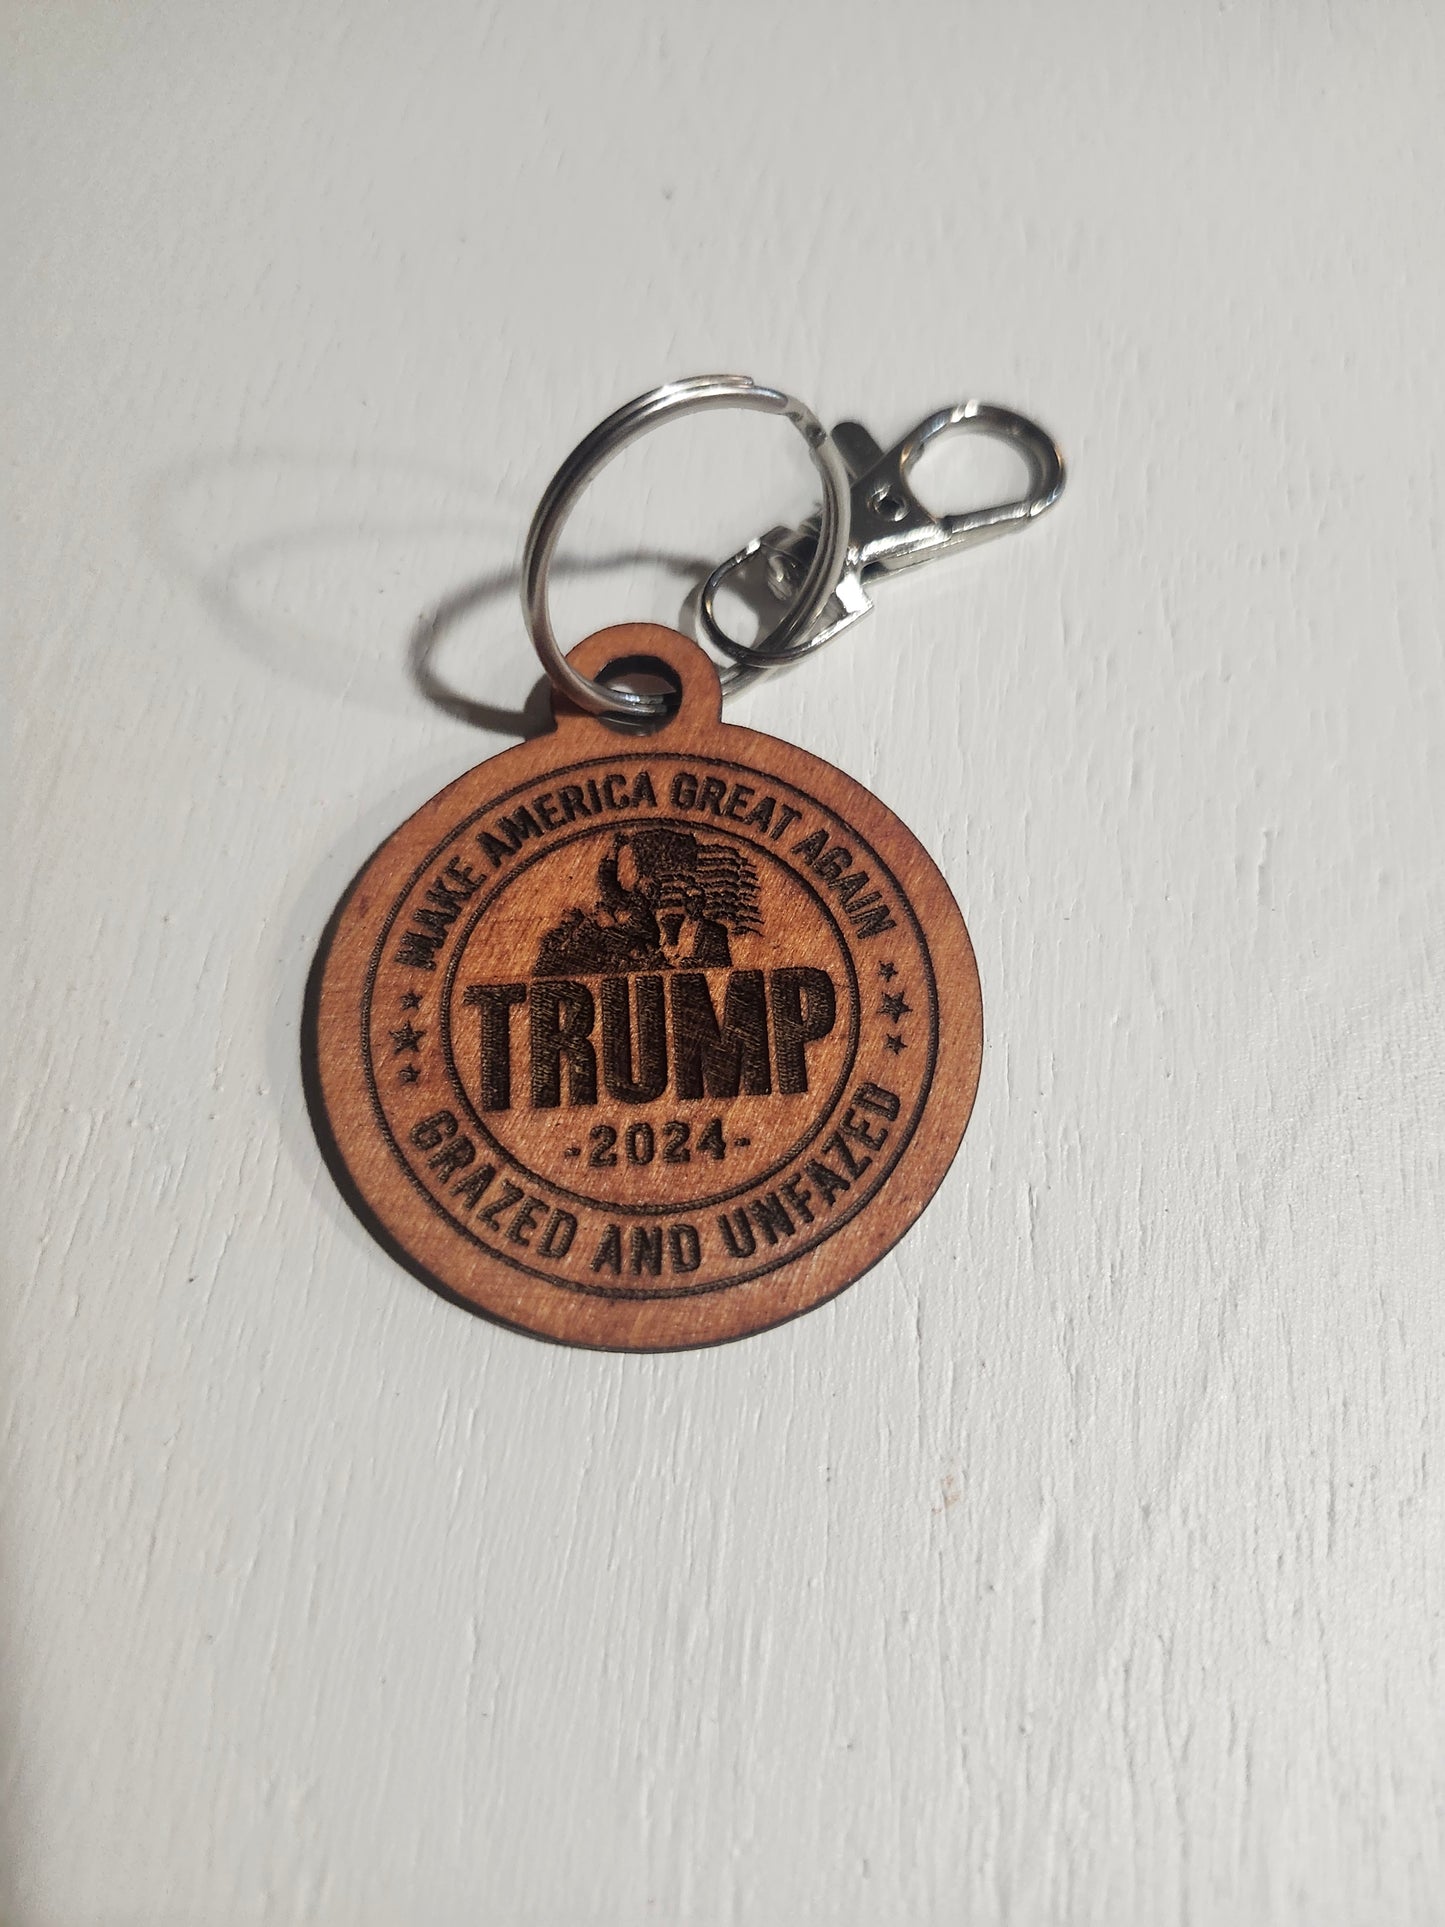 MAKE AMERICA GREAT AGAIN
TRUMP
-2024-
GRAZED AND UNFAZED